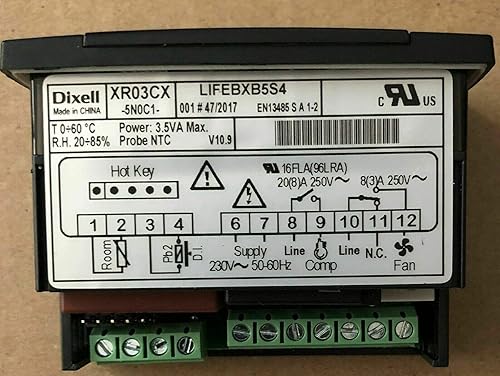 Dixell
Made in CHINA
XR03CX
-5N0C1-
LIFEBXB5S4
001 # 47/2017
EN13485 S A 1-2
C US
T 0÷60 °C
R.H. 20÷85%
Power: 3.5VA Max.
Probe NTC
V10.9
Hot Key
16FLA(96LRA)
20(8)A 250V~
8(3)A 250V~
1 2 3 4 6 7 8 9 10 11 12
Room
Pb2
D.I.
Supply
230V~ 50-60Hz
Line
Comp
Line
N.C.
Fan